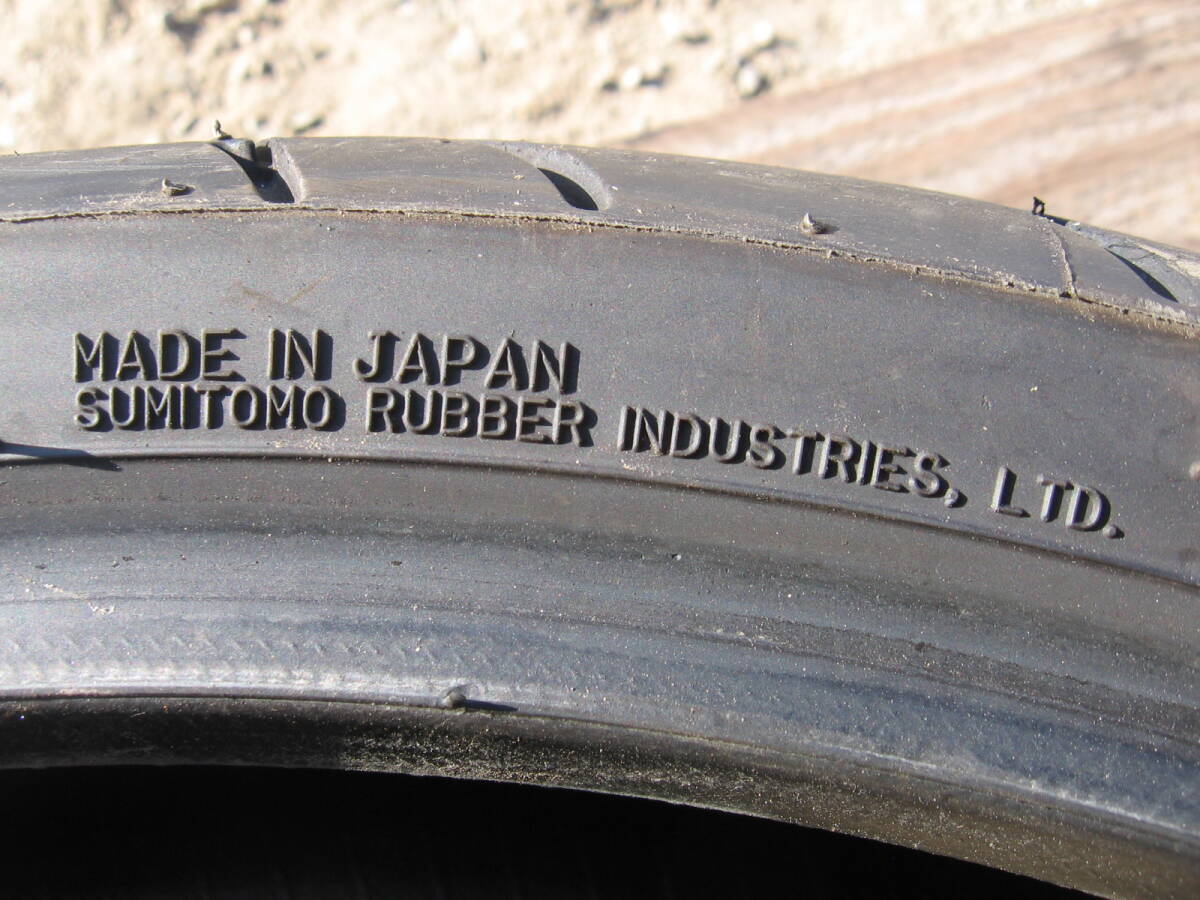 MADE IN JAPAN
SUMITOMO RUBBER INDUSTRIES, LTD.